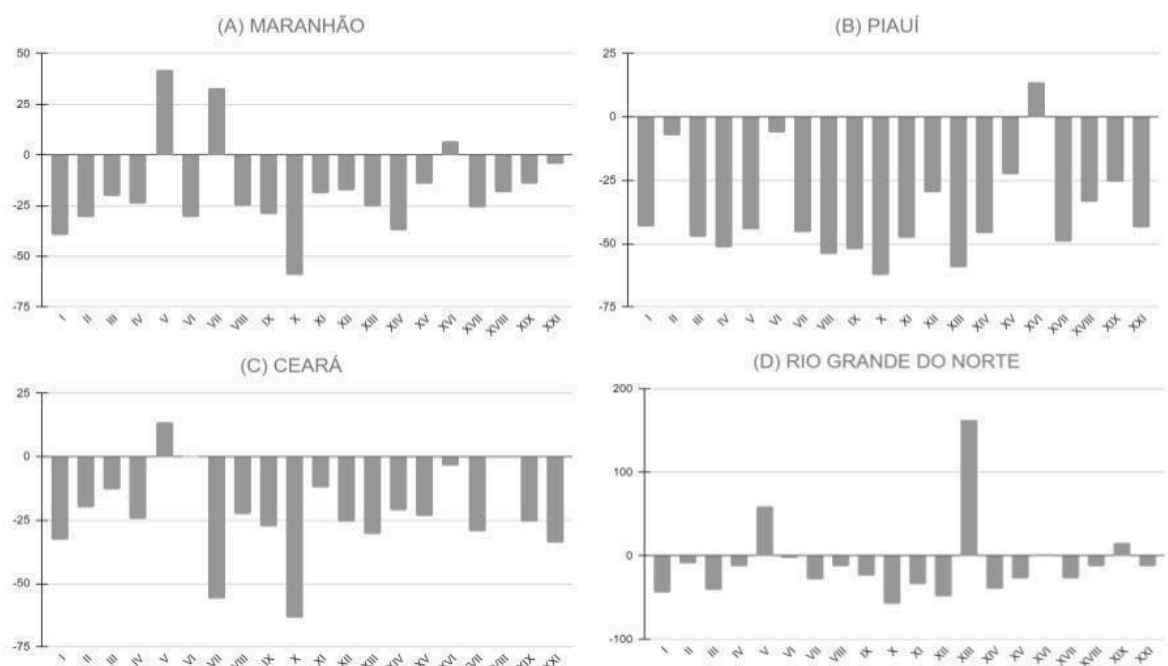 (A) MARANHÃO
50
25
0
-25
-50
-75
I II III IV V VI VII VIII IX X XI XII XIII XIV XV XVI XVII XVIII XIX XXI
(B) PIAUÍ
25
0
-25
-50
-75
I II III IV V VI VII VIII IX X XI XII XIII XIV XV XVI XVII XVIII XIX XXI
(C) CEARÁ
25
0
-25
-50
-75
I II III IV V VI VII VIII IX X XI XII XIII XIV XV XVI XVII XVIII XIX XXI
(D) RIO GRANDE DO NORTE
200
100
0
-100
I II III IV V VI VII VIII IX X XI XII XIII XIV XV XVI XVII XVIII XIX XXI